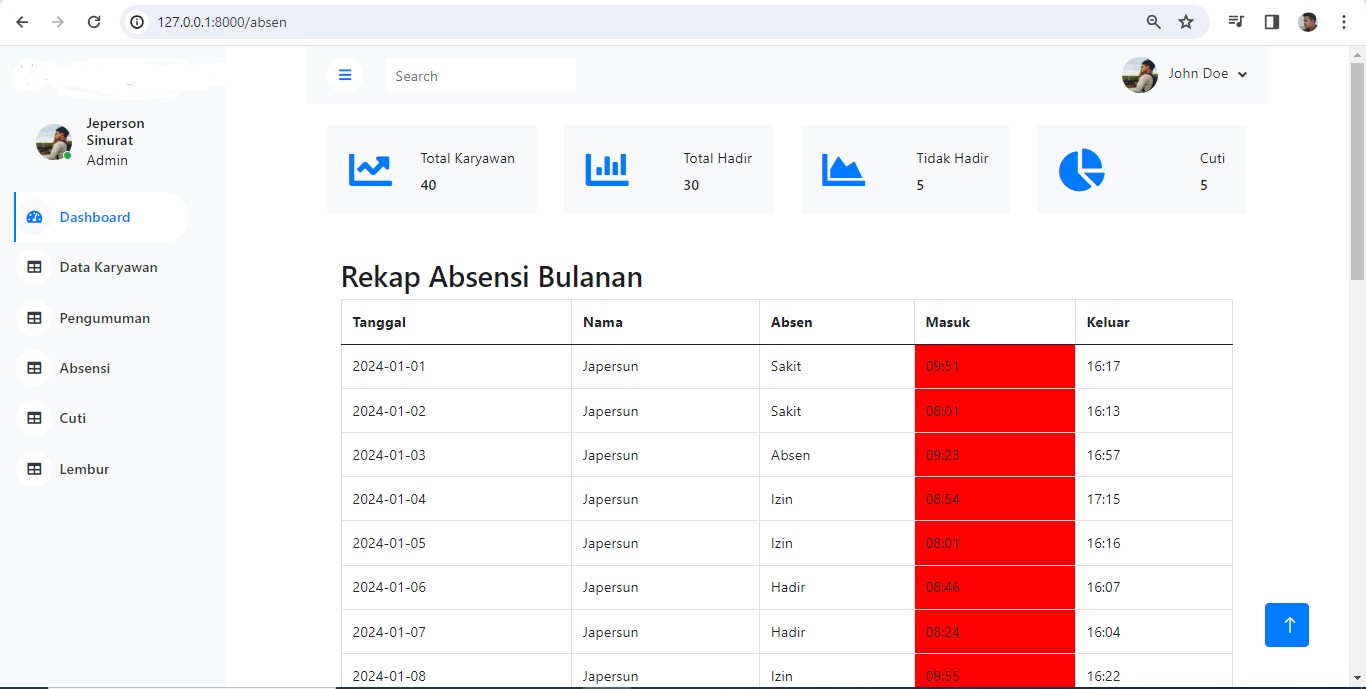 127.0.0.1:8000/absen
Jeperson
Sinurat
Admin
Dashboard
Data Karyawan
Pengumuman
Absensi
Cuti
Lembur
Search
John Doe
Total Karyawan
40
Total Hadir
30
Tidak Hadir
5
Cuti
5
Rekap Absensi Bulanan
Tanggal Nama Absen Masuk Keluar
2024-01-01 Japersun Sakit 09:51 16:17
2024-01-02 Japersun Sakit 08:01 16:13
2024-01-03 Japersun Absen 09:23 16:57
2024-01-04 Japersun Izin 08:54 17:15
2024-01-05 Japersun Izin 08:01 16:16
2024-01-06 Japersun Hadir 08:46 16:07
2024-01-07 Japersun Hadir 08:24 16:04
2024-01-08 Japersun Izin 09:55 16:22